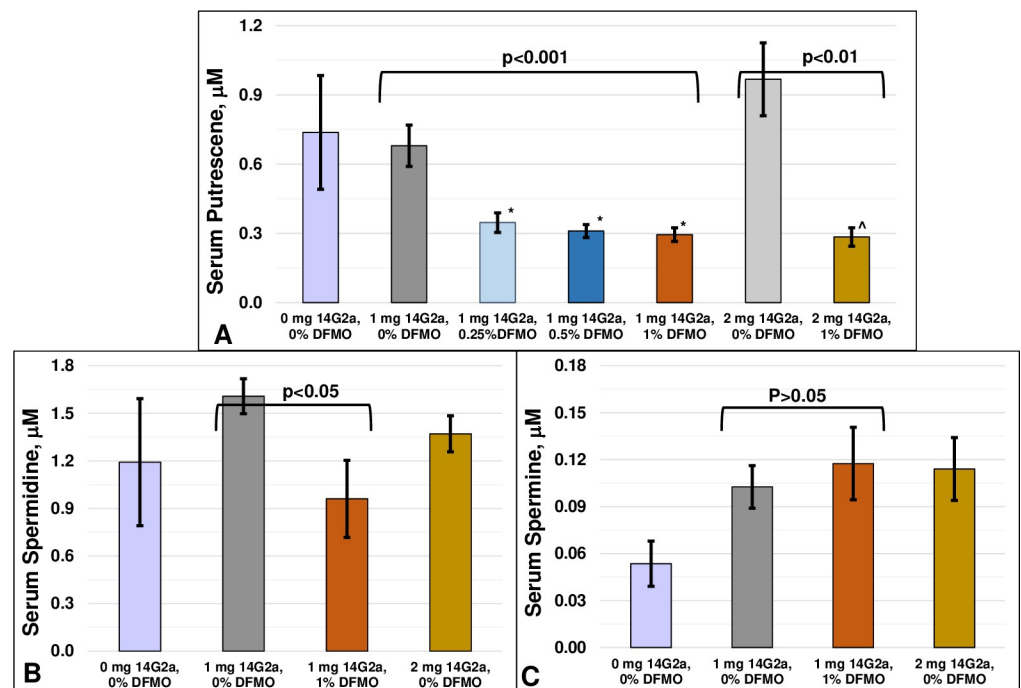 1.2
0.9
0.6
0.3
0.0
Serum Putrescene, µM
p<0.001
p<0.01
*
*
*
^
0 mg 14G2a, 0% DFMO
1 mg 14G2a, 0% DFMO
1 mg 14G2a, 0.25%DFMO
1 mg 14G2a, 0.5%DFMO
1 mg 14G2a, 1% DFMO
2 mg 14G2a, 0% DFMO
2 mg 14G2a, 1% DFMO
A
1.8
1.5
1.2
0.9
0.6
0.3
0.0
Serum Spermidine, µM
p<0.05
0 mg 14G2a, 0% DFMO
1 mg 14G2a, 0% DFMO
1 mg 14G2a, 1% DFMO
2 mg 14G2a, 0% DFMO
B
0.18
0.15
0.12
0.09
0.06
0.03
0.00
Serum Spermine, µM
P>0.05
0 mg 14G2a, 0% DFMO
1 mg 14G2a, 0% DFMO
1 mg 14G2a, 1% DFMO
2 mg 14G2a, 0% DFMO
C